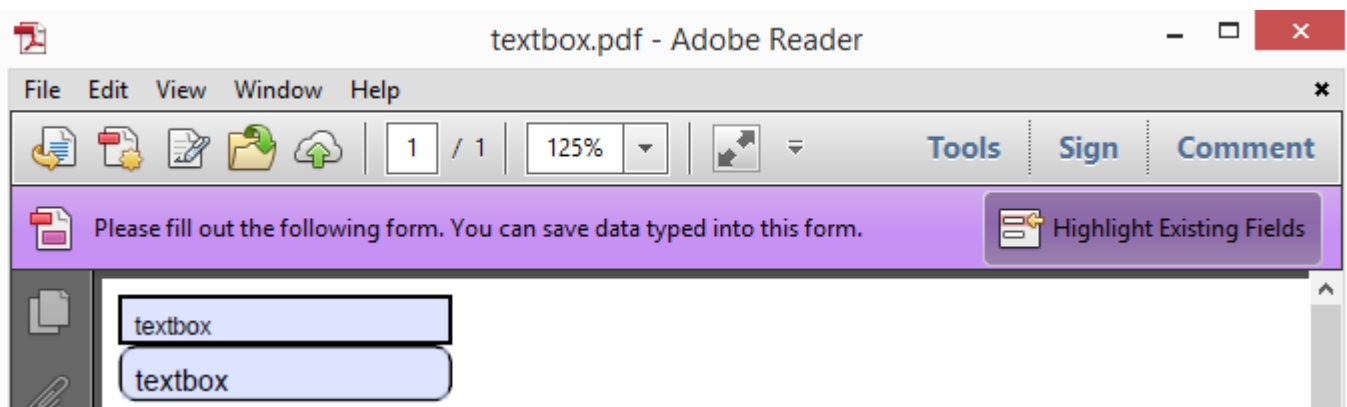 textbox.pdf - Adobe Reader
File Edit View Window Help
1 / 1 125% Tools Sign Comment
Please fill out the following form. You can save data typed into this form. Highlight Existing Fields
textbox
textbox